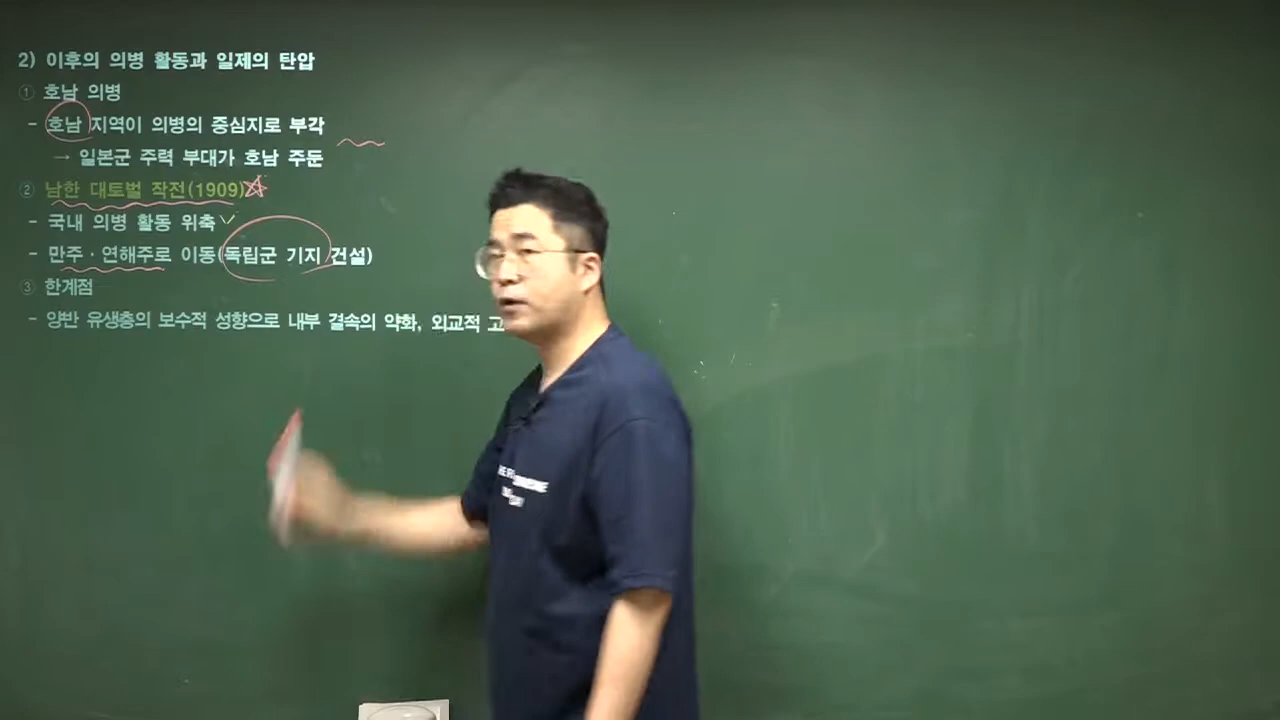 2) 이후의 의병 활동과 일제의 탄압
① 호남 의병
- 호남 지역이 의병의 중심지로 부각
→ 일본군 주력 부대가 호남 주둔
② 남한 대토벌 작전(1909)
- 국내 의병 활동 위축
- 만주·연해주로 이동(독립군 기지 건설)
③ 한계점
- 양반 유생층의 보수적 성향으로 내부 결속의 약화, 외교적 고